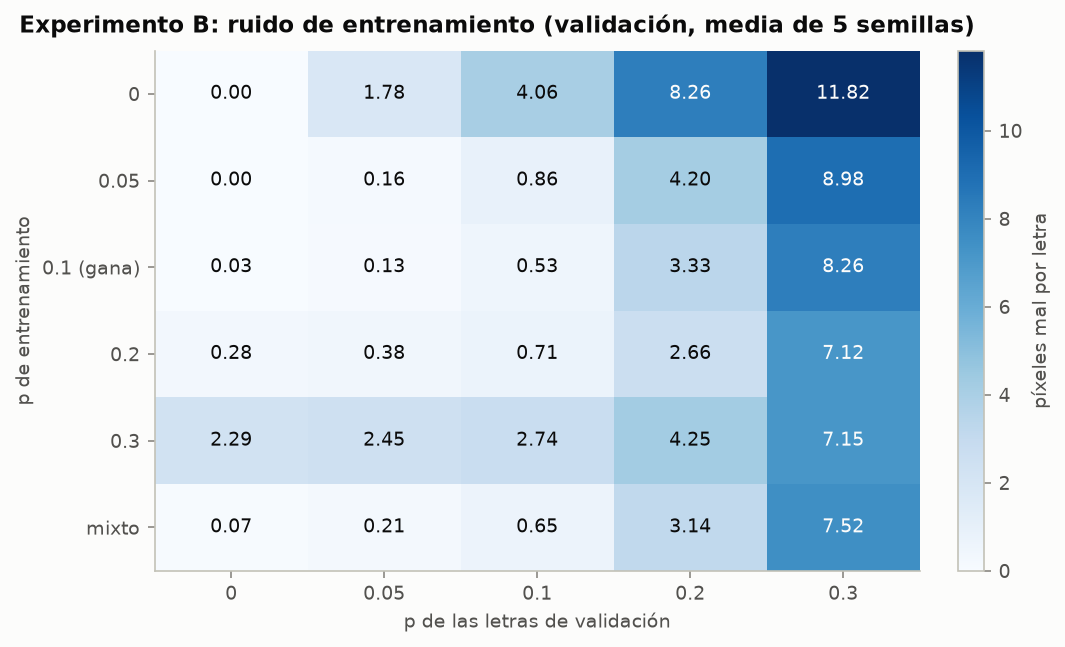 Experimento B: ruido de entrenamiento (validación, media de 5 semillas)
0 0.00 1.78 4.06 8.26 11.82
0.05 0.00 0.16 0.86 4.20 8.98
0.1 (gana) 0.03 0.13 0.53 3.33 8.26
0.2 0.28 0.38 0.71 2.66 7.12
0.3 2.29 2.45 2.74 4.25 7.15
mixto 0.07 0.21 0.65 3.14 7.52
0 0.05 0.1 0.2 0.3
p de las letras de validación
p de entrenamiento
10
8
6
4
2
0
píxeles mal por letra